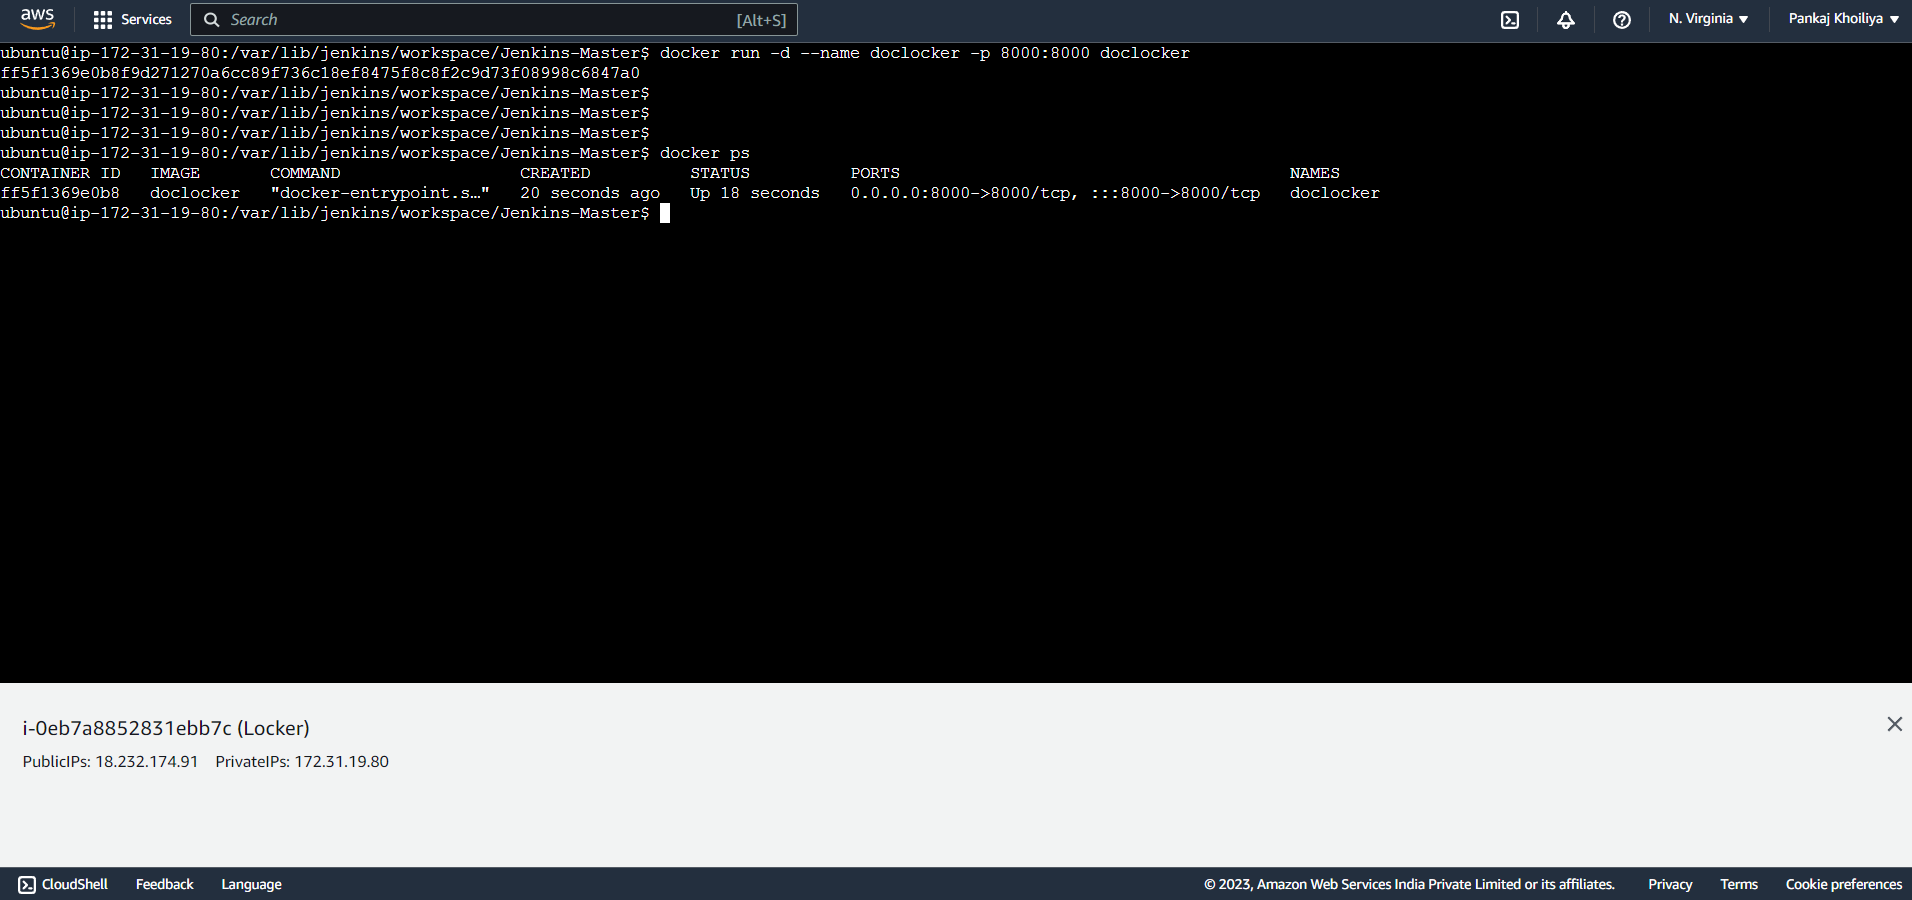 aws Services Search [Alt+S] N. Virginia ▼ Pankaj Khoiliya ▼
ubuntu@ip-172-31-19-80:/var/lib/jenkins/workspace/Jenkins-Master$ docker run -d --name doclocker -p 8000:8000 doclocker
ff5f1369e0b8f9d271270a6cc89f736c18ef8475f8c8f2c9d73f08998c6847a0
ubuntu@ip-172-31-19-80:/var/lib/jenkins/workspace/Jenkins-Master$
ubuntu@ip-172-31-19-80:/var/lib/jenkins/workspace/Jenkins-Master$
ubuntu@ip-172-31-19-80:/var/lib/jenkins/workspace/Jenkins-Master$
ubuntu@ip-172-31-19-80:/var/lib/jenkins/workspace/Jenkins-Master$ docker ps
CONTAINER ID   IMAGE       COMMAND                  CREATED          STATUS          PORTS                                       NAMES
ff5f1369e0b8   doclocker   "docker-entrypoint.s…"   20 seconds ago   Up 18 seconds   0.0.0.0:8000->8000/tcp, :::8000->8000/tcp   doclocker
ubuntu@ip-172-31-19-80:/var/lib/jenkins/workspace/Jenkins-Master$
i-0eb7a8852831ebb7c (Locker)
PublicIPs: 18.232.174.91 PrivateIPs: 172.31.19.80
CloudShell Feedback Language © 2023, Amazon Web Services India Private Limited or its affiliates. Privacy Terms Cookie preferences